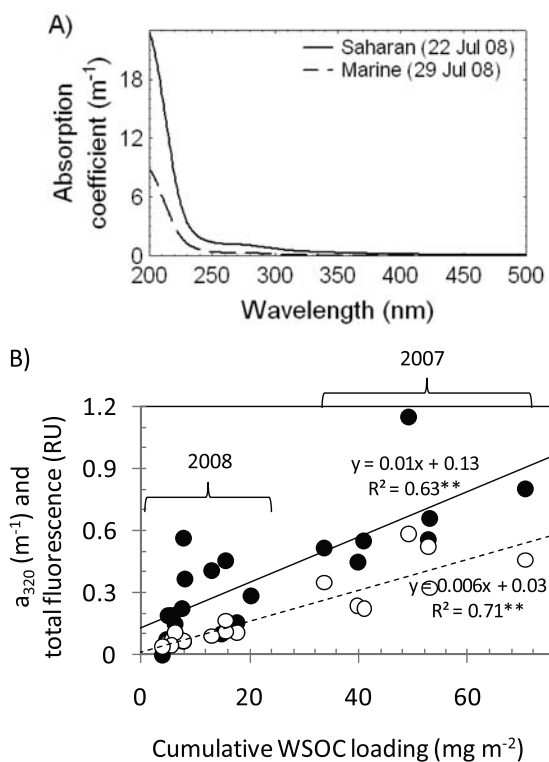 A)
Saharan (22 Jul 08)
Marine (29 Jul 08)
Absorption
coefficient (m⁻¹)
18
12
6
0
200 250 300 350 400 450 500
Wavelength (nm)
B)
2007
2008
a₃₂₀ (m⁻¹) and
total fluorescence (RU)
1.2
0.9
0.6
0.3
0
y = 0.01x + 0.13
R² = 0.63**
y = 0.006x + 0.03
R² = 0.71**
0 20 40 60
Cumulative WSOC loading (mg m⁻²)